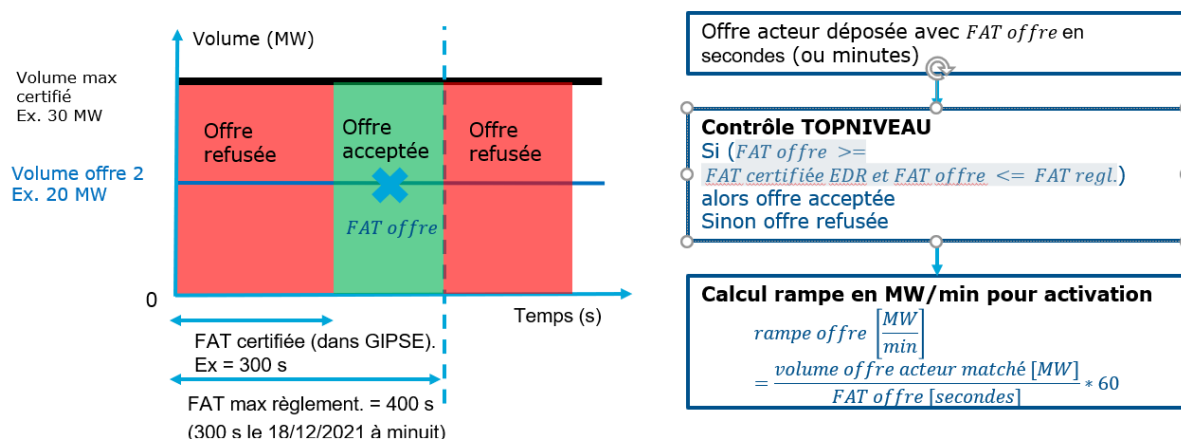 Volume (MW)
Volume max
certifié
Ex. 30 MW
Offre
refusée
Offre
acceptée
Offre
refusée
Volume offre 2
Ex. 20 MW
FAT offre
0
Temps (s)
FAT certifiée (dans GIPSE).
Ex = 300 s
FAT max règlement. = 400 s
(300 s le 18/12/2021 à minuit)
Offre acteur déposée avec FAT offre en
secondes (ou minutes)
Contrôle TOPNIVEAU
Si (FAT offre >=
FAT certifiée EDR et FAT offre <= FAT regl.)
alors offre acceptée
Sinon offre refusée
Calcul rampe en MW/min pour activation
rampe offre [MW/min]
= volume offre acteur matché [MW] / FAT offre [secondes] * 60